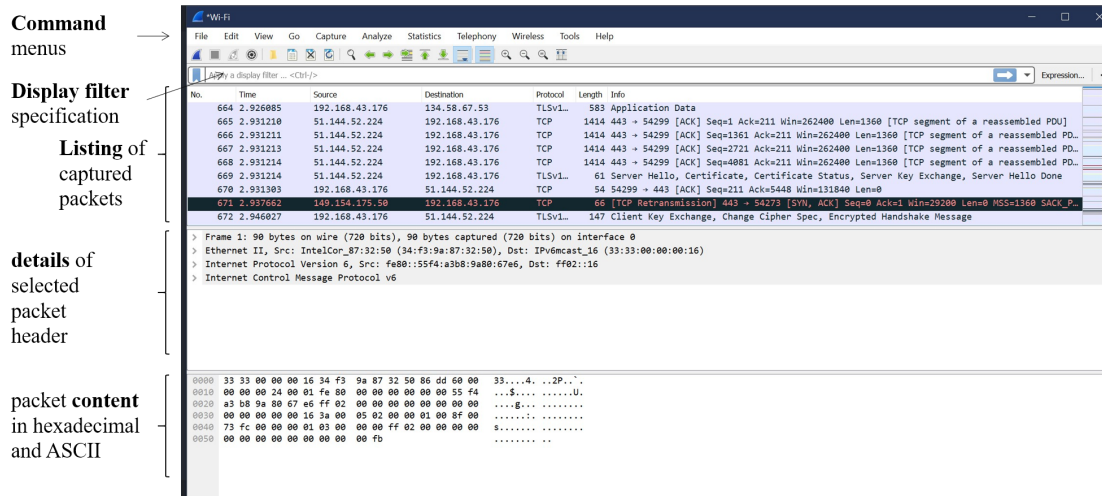 Command
menus
Display filter
specification
Listing of
captured
packets
details of
selected
packet
header
packet content
in hexadecimal
and ASCII
*Wi-Fi
File Edit View Go Capture Analyze Statistics Telephony Wireless Tools Help
Apply a display filter ... <Ctrl-/> Expression...
No. Time Source Destination Protocol Length Info
664 2.926085 192.168.43.176 134.58.67.53 TLSv1... 583 Application Data
665 2.931210 51.144.52.224 192.168.43.176 TCP 1414 443 → 54299 [ACK] Seq=1 Ack=211 Win=262400 Len=1360 [TCP segment of a reassembled PDU]
666 2.931211 51.144.52.224 192.168.43.176 TCP 1414 443 → 54299 [ACK] Seq=1361 Ack=211 Win=262400 Len=1360 [TCP segment of a reassembled PD...
667 2.931213 51.144.52.224 192.168.43.176 TCP 1414 443 → 54299 [ACK] Seq=2721 Ack=211 Win=262400 Len=1360 [TCP segment of a reassembled PD...
668 2.931214 51.144.52.224 192.168.43.176 TCP 1414 443 → 54299 [ACK] Seq=4081 Ack=211 Win=262400 Len=1360 [TCP segment of a reassembled PD...
669 2.931214 51.144.52.224 192.168.43.176 TLSv1... 61 Server Hello, Certificate, Certificate Status, Server Key Exchange, Server Hello Done
670 2.931303 192.168.43.176 51.144.52.224 TCP 54 54299 → 443 [ACK] Seq=211 Ack=5448 Win=131840 Len=0
671 2.937662 149.154.175.50 192.168.43.176 TCP 66 [TCP Retransmission] 443 → 54273 [SYN, ACK] Seq=0 Ack=1 Win=29200 Len=0 MSS=1360 SACK_P...
672 2.946027 192.168.43.176 51.144.52.224 TLSv1... 147 Client Key Exchange, Change Cipher Spec, Encrypted Handshake Message
> Frame 1: 90 bytes on wire (720 bits), 90 bytes captured (720 bits) on interface 0
> Ethernet II, Src: IntelCor_87:32:50 (34:f3:9a:87:32:50), Dst: IPv6mcast_16 (33:33:00:00:00:16)
> Internet Protocol Version 6, Src: fe80::55f4:a3b8:9a80:67e6, Dst: ff02::16
> Internet Control Message Protocol v6
0000 33 33 00 00 00 16 34 f3 9a 87 32 50 86 dd 60 00 33....4. ..2P..`.
0010 00 00 00 24 00 01 fe 80 00 00 00 00 00 00 55 f4 ...$.... ......U.
0020 a3 b8 9a 80 67 e6 ff 02 00 00 00 00 00 00 00 00 ....g... ........
0030 00 00 00 00 00 16 3a 00 05 02 00 00 01 00 8f 00 ......:. ........
0040 73 fc 00 00 00 01 03 00 00 00 ff 02 00 00 00 00 s....... ........
0050 00 00 00 00 00 00 00 00 00 fb ........ ..